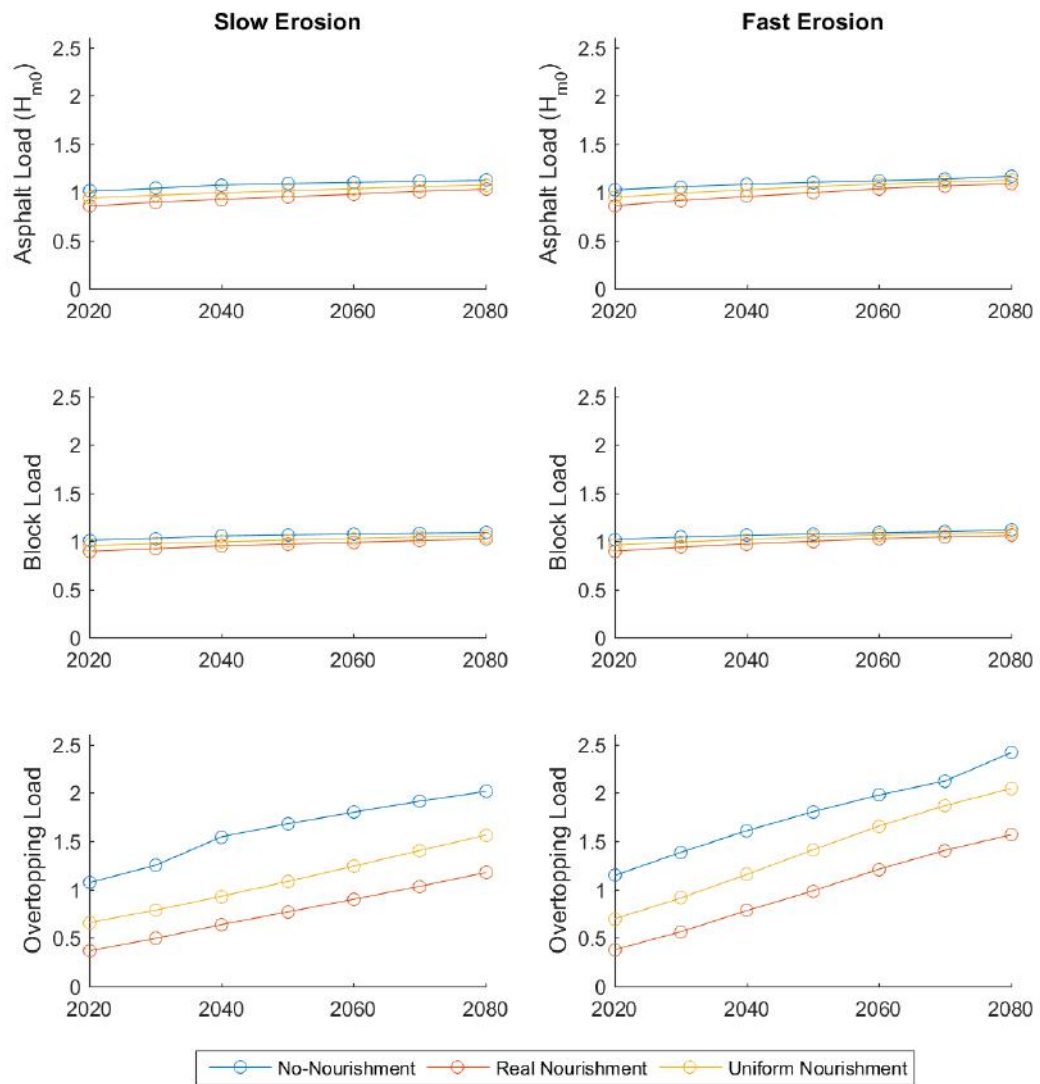 Slow Erosion
Fast Erosion
Asphalt Load (Hm0)
2.5
2
1.5
1
0.5
0
2020 2040 2060 2080
Asphalt Load (Hm0)
2.5
2
1.5
1
0.5
0
2020 2040 2060 2080
Block Load
2.5
2
1.5
1
0.5
0
2020 2040 2060 2080
Block Load
2.5
2
1.5
1
0.5
0
2020 2040 2060 2080
Overtopping Load
2.5
2
1.5
1
0.5
0
2020 2040 2060 2080
Overtopping Load
2.5
2
1.5
1
0.5
0
2020 2040 2060 2080
No-Nourishment Real Nourishment Uniform Nourishment